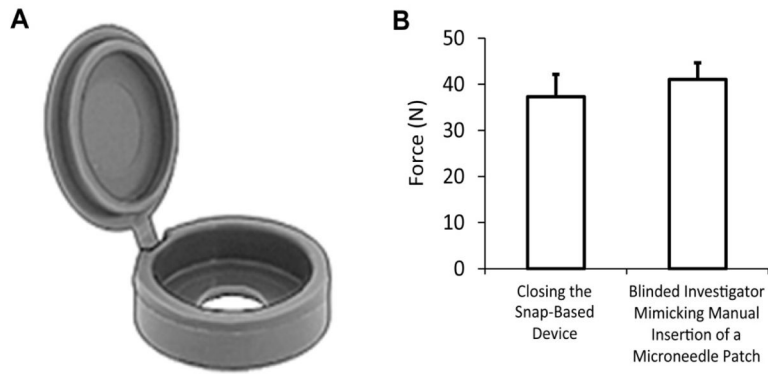 A
B
50
40
30
20
10
0
Force (N)
Closing the
Snap-Based
Device
Blinded Investigator
Mimicking Manual
Insertion of a
Microneedle Patch